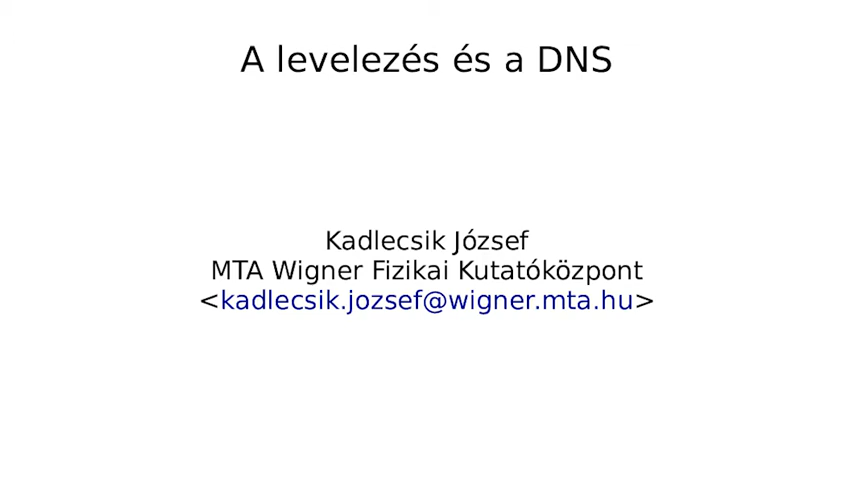 A levelezés és a DNS
Kadlecsik József
MTA Wigner Fizikai Kutatóközpont
<kadlecsik.jozsef@wigner.mta.hu>